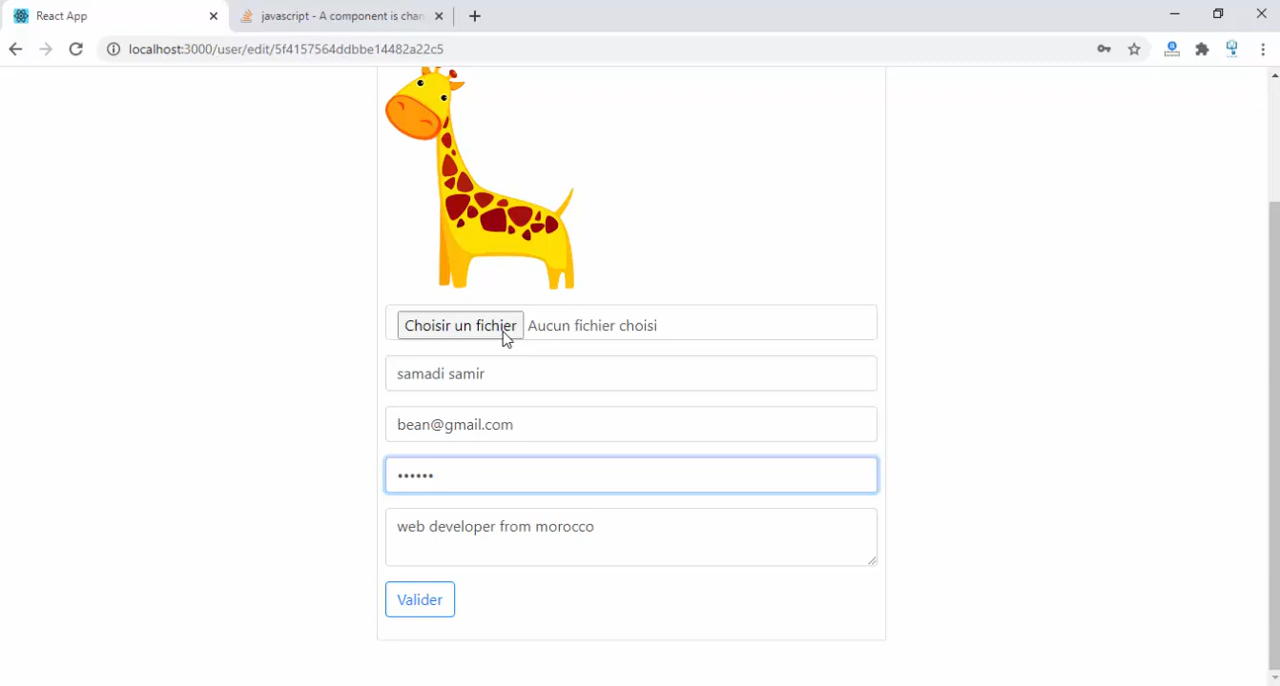 React App
javascript - A component is chan
localhost:3000/user/edit/5f4157564ddbbe14482a22c5
Choisir un fichier Aucun fichier choisi
samadi samir
bean@gmail.com
••••••
web developer from morocco
Valider